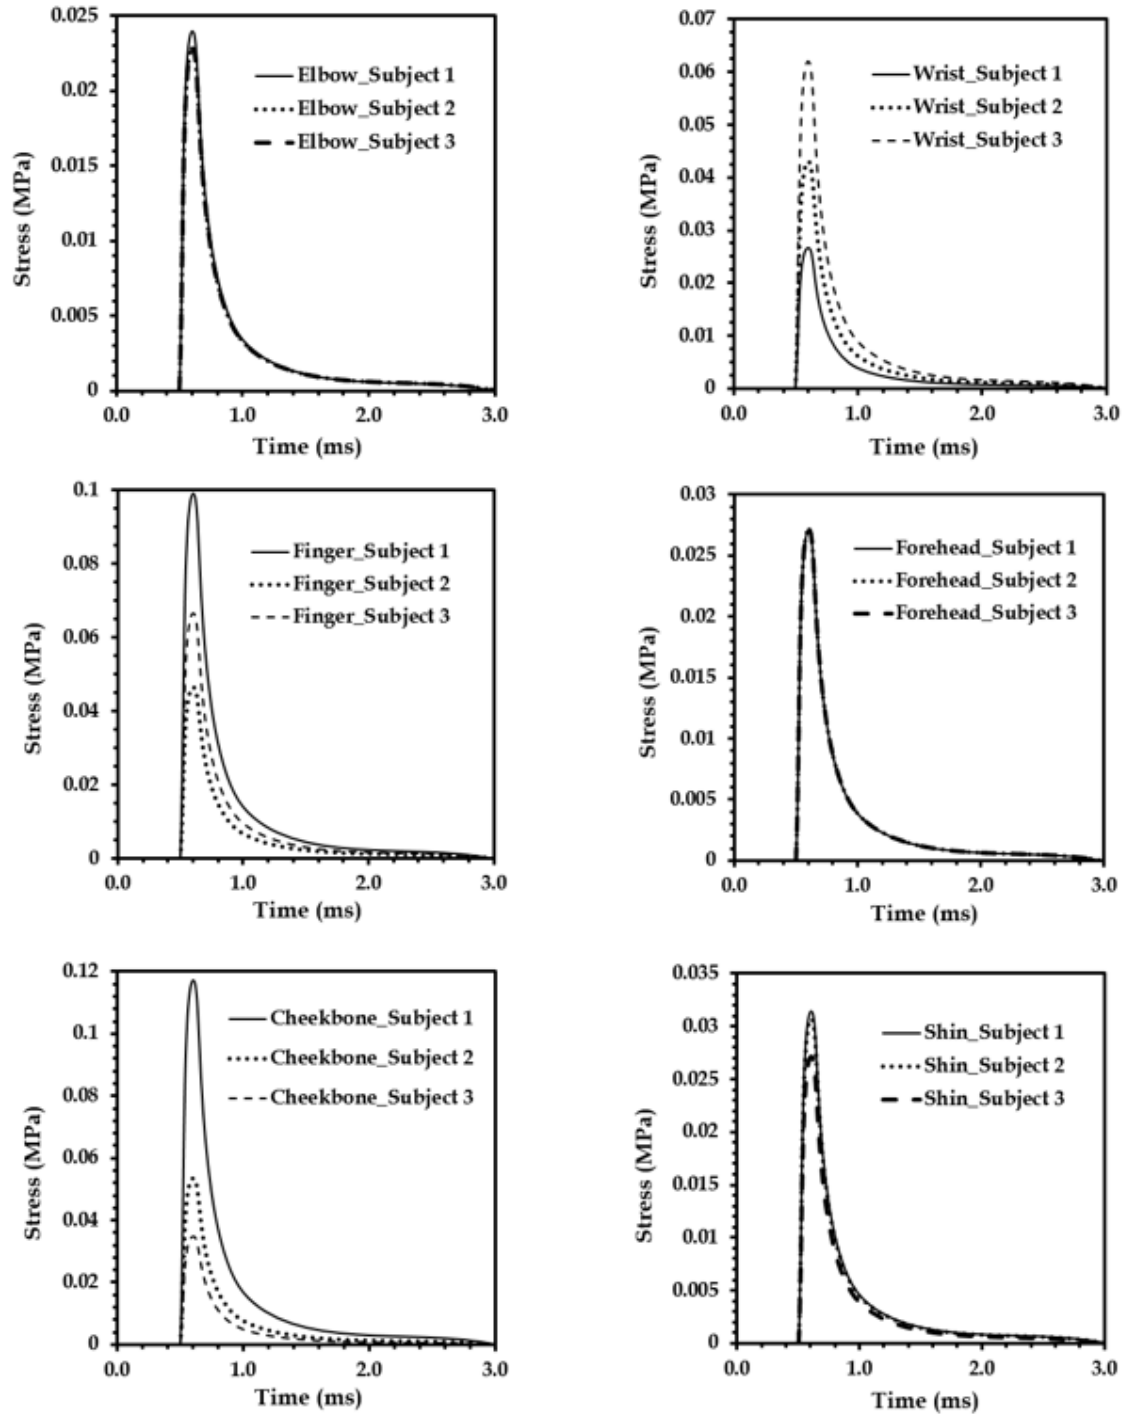 0.025
0.02
0.015
0.01
0.005
0
Stress (MPa)
Elbow_Subject 1
Elbow_Subject 2
Elbow_Subject 3
0.0 1.0 2.0 3.0
Time (ms)
0.07
0.06
0.05
0.04
0.03
0.02
0.01
0
Stress (MPa)
Wrist_Subject 1
Wrist_Subject 2
Wrist_Subject 3
0.0 1.0 2.0 3.0
Time (ms)
0.1
0.08
0.06
0.04
0.02
0
Stress (MPa)
Finger_Subject 1
Finger_Subject 2
Finger_Subject 3
0.0 1.0 2.0 3.0
Time (ms)
0.03
0.025
0.02
0.015
0.01
0.005
0
Stress (MPa)
Forehead_Subject 1
Forehead_Subject 2
Forehead_Subject 3
0.0 1.0 2.0 3.0
Time (ms)
0.12
0.1
0.08
0.06
0.04
0.02
0
Stress (MPa)
Cheekbone_Subject 1
Cheekbone_Subject 2
Cheekbone_Subject 3
0.0 1.0 2.0 3.0
Time (ms)
0.035
0.03
0.025
0.02
0.015
0.01
0.005
0
Stress (MPa)
Shin_Subject 1
Shin_Subject 2
Shin_Subject 3
0.0 1.0 2.0 3.0
Time (ms)